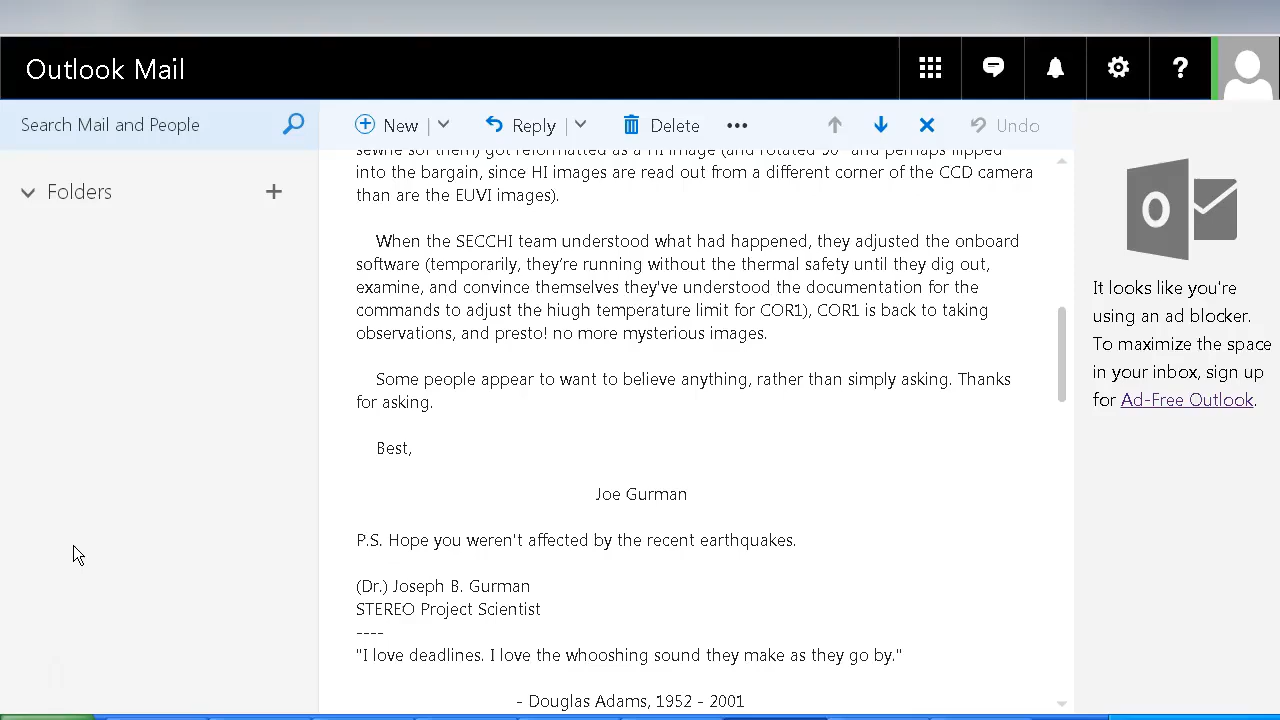 Outlook Mail
Search Mail and People
New
Reply
Delete
Undo
Folders
into the bargain, since HI images are read out from a different corner of the CCD camera
than are the EUVI images).
When the SECCHI team understood what had happened, they adjusted the onboard
software (temporarily, they're running without the thermal safety until they dig out,
examine, and convince themselves they've understood the documentation for the
commands to adjust the hiugh temperature limit for COR1), COR1 is back to taking
observations, and presto! no more mysterious images.
Some people appear to want to believe anything, rather than simply asking. Thanks
for asking.
Best,
Joe Gurman
P.S. Hope you weren't affected by the recent earthquakes.
(Dr.) Joseph B. Gurman
STEREO Project Scientist
----
"I love deadlines. I love the whooshing sound they make as they go by."
- Douglas Adams, 1952 - 2001
It looks like you're
using an ad blocker.
To maximize the space
in your inbox, sign up
for Ad-Free Outlook.